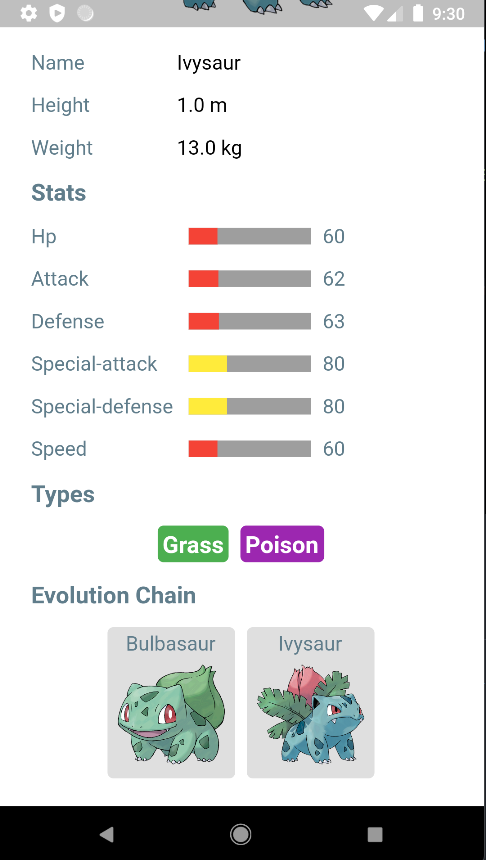 9:30
Name Ivysaur
Height 1.0 m
Weight 13.0 kg
Stats
Hp 60
Attack 62
Defense 63
Special-attack 80
Special-defense 80
Speed 60
Types
Grass Poison
Evolution Chain
Bulbasaur Ivysaur